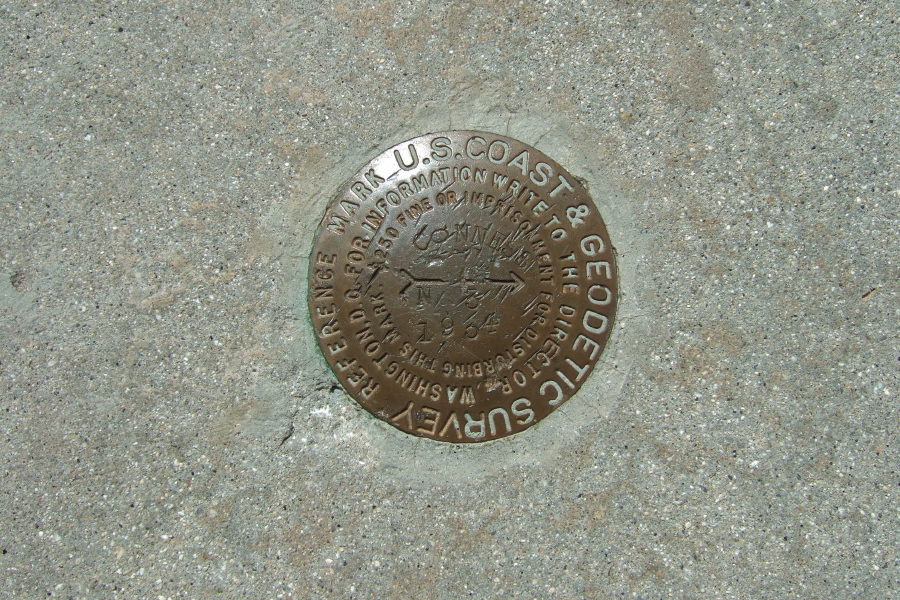 U.S. COAST & GEODETIC SURVEY REFERENCE MARK
FOR INFORMATION WRITE TO THE DIRECTOR, WASHINGTON, D.C.
$250 FINE OR IMPRISONMENT FOR DISTURBING THIS MARK.
1934